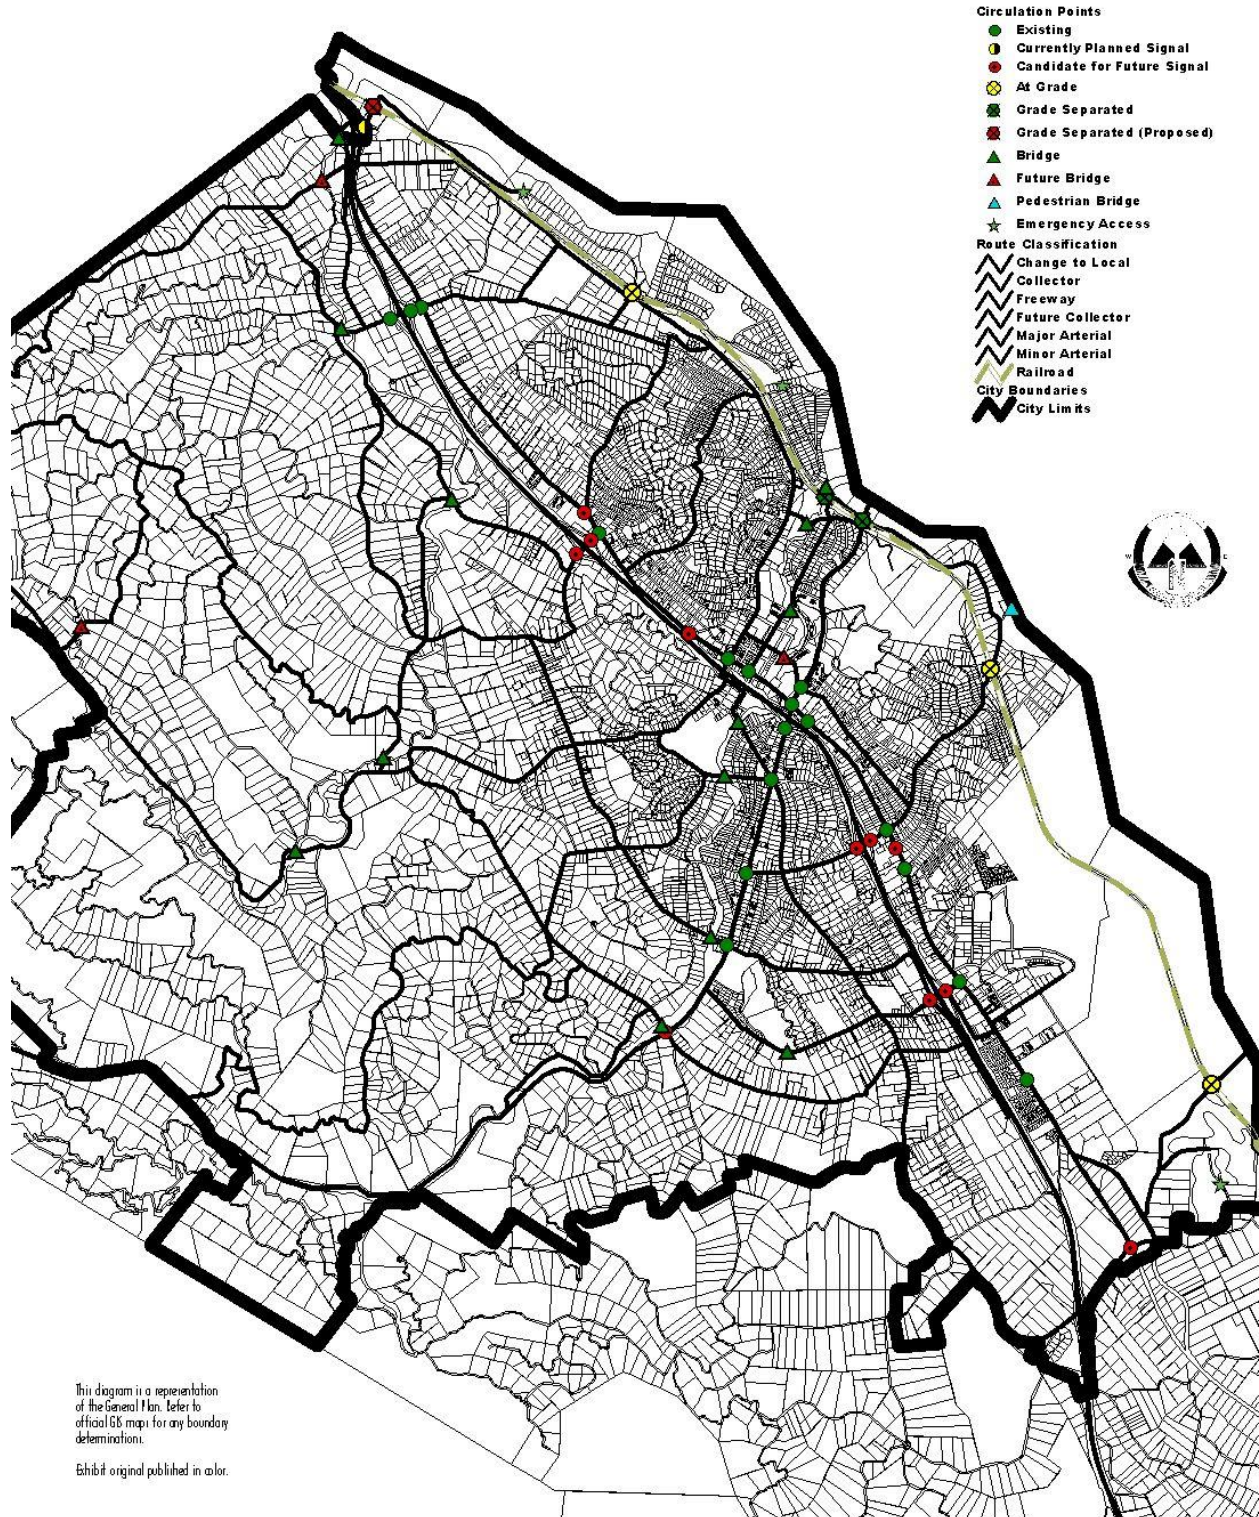 Circulation Points
Existing
Currently Planned Signal
Candidate for Future Signal
At Grade
Grade Separated
Grade Separated (Proposed)
Bridge
Future Bridge
Pedestrian Bridge
Emergency Access
Route Classification
Change to Local
Collector
Freeway
Future Collector
Major Arterial
Minor Arterial
Railroad
City Boundaries
City Limits
W E
This diagram is a representation
of the General Plan. Refer to
official GIS maps for any boundary
determinations.
Exhibit original published in color.